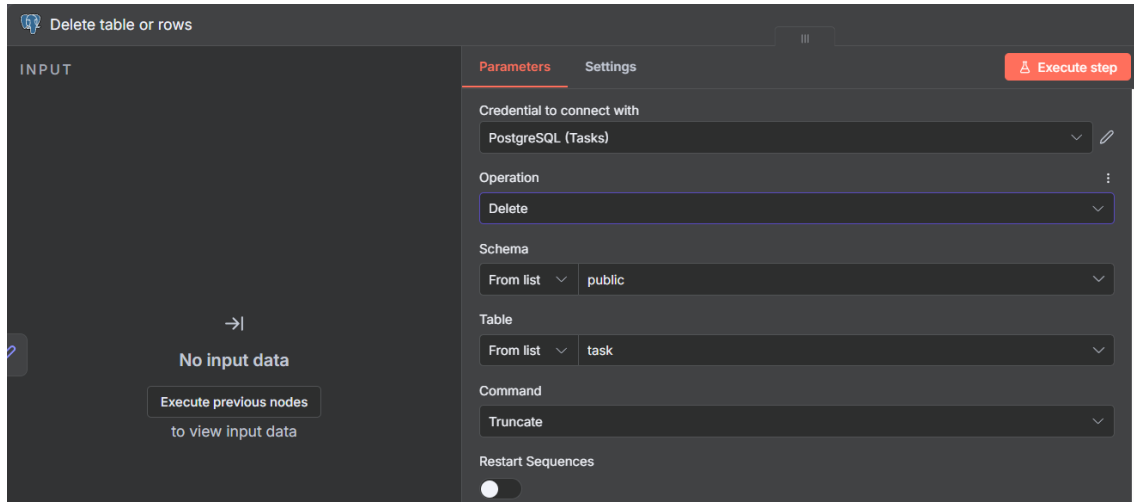 Delete table or rows
INPUT
Parameters
Settings
Execute step
Credential to connect with
PostgreSQL (Tasks)
Operation
Delete
Schema
From list
public
Table
From list
task
Command
Truncate
Restart Sequences
No input data
Execute previous nodes
to view input data